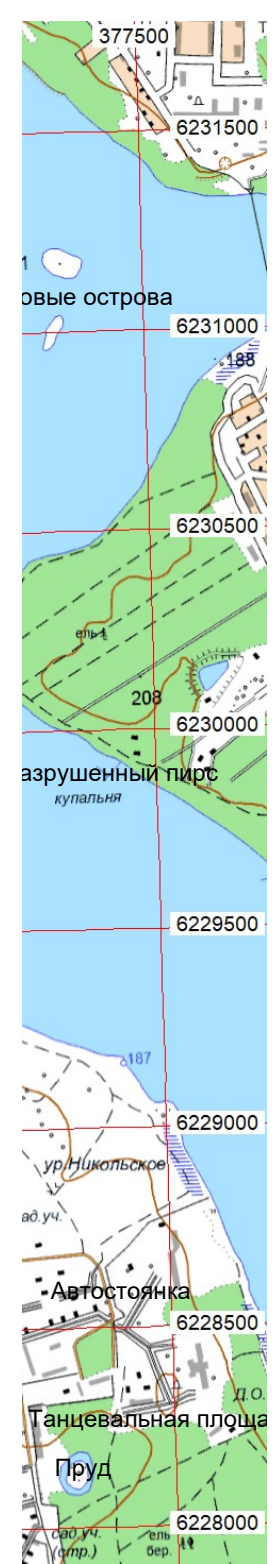 377500
6231500
овые острова
6231000
188
6230500
ель
208
6230000
азрушенный пирс
купальня
6229500
187
6229000
ур.Никольское
ад.уч.
Автостоянка
6228500
Д.О.
Танцевальная площа
Пруд
6228000
сад.уч.
(стр.)
ель
бер.